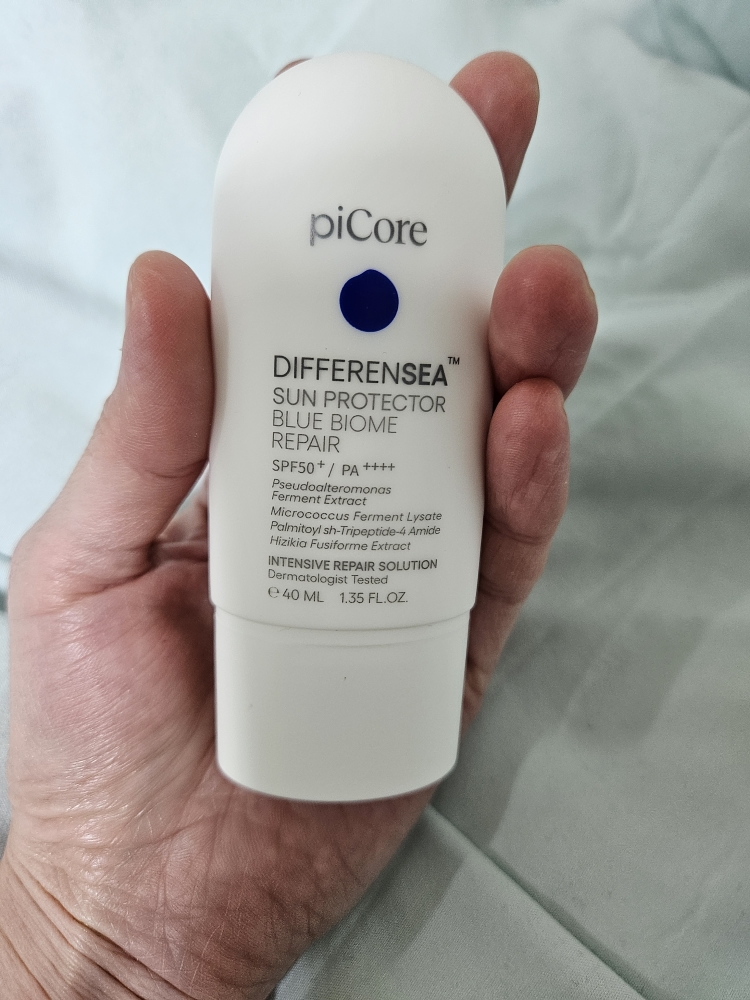 piCore
DIFFERENSEA™
SUN PROTECTOR
BLUE BIOME
REPAIR
SPF50+ / PA ++++
Pseudoalteromonas
Ferment Extract
Micrococcus Ferment Lysate
Palmitoyl sh-Tripeptide-4 Amide
Hizikia Fusiforme Extract
INTENSIVE REPAIR SOLUTION
Dermatologist Tested
℮ 40 ML 1.35 FL.OZ.